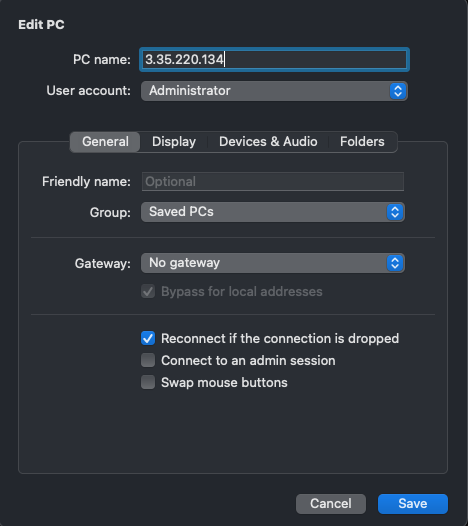 Edit PC
PC name: 3.35.220.134
User account: Administrator
General Display Devices & Audio Folders
Friendly name: Optional
Group: Saved PCs
Gateway: No gateway
Bypass for local addresses
Reconnect if the connection is dropped
Connect to an admin session
Swap mouse buttons
Cancel Save